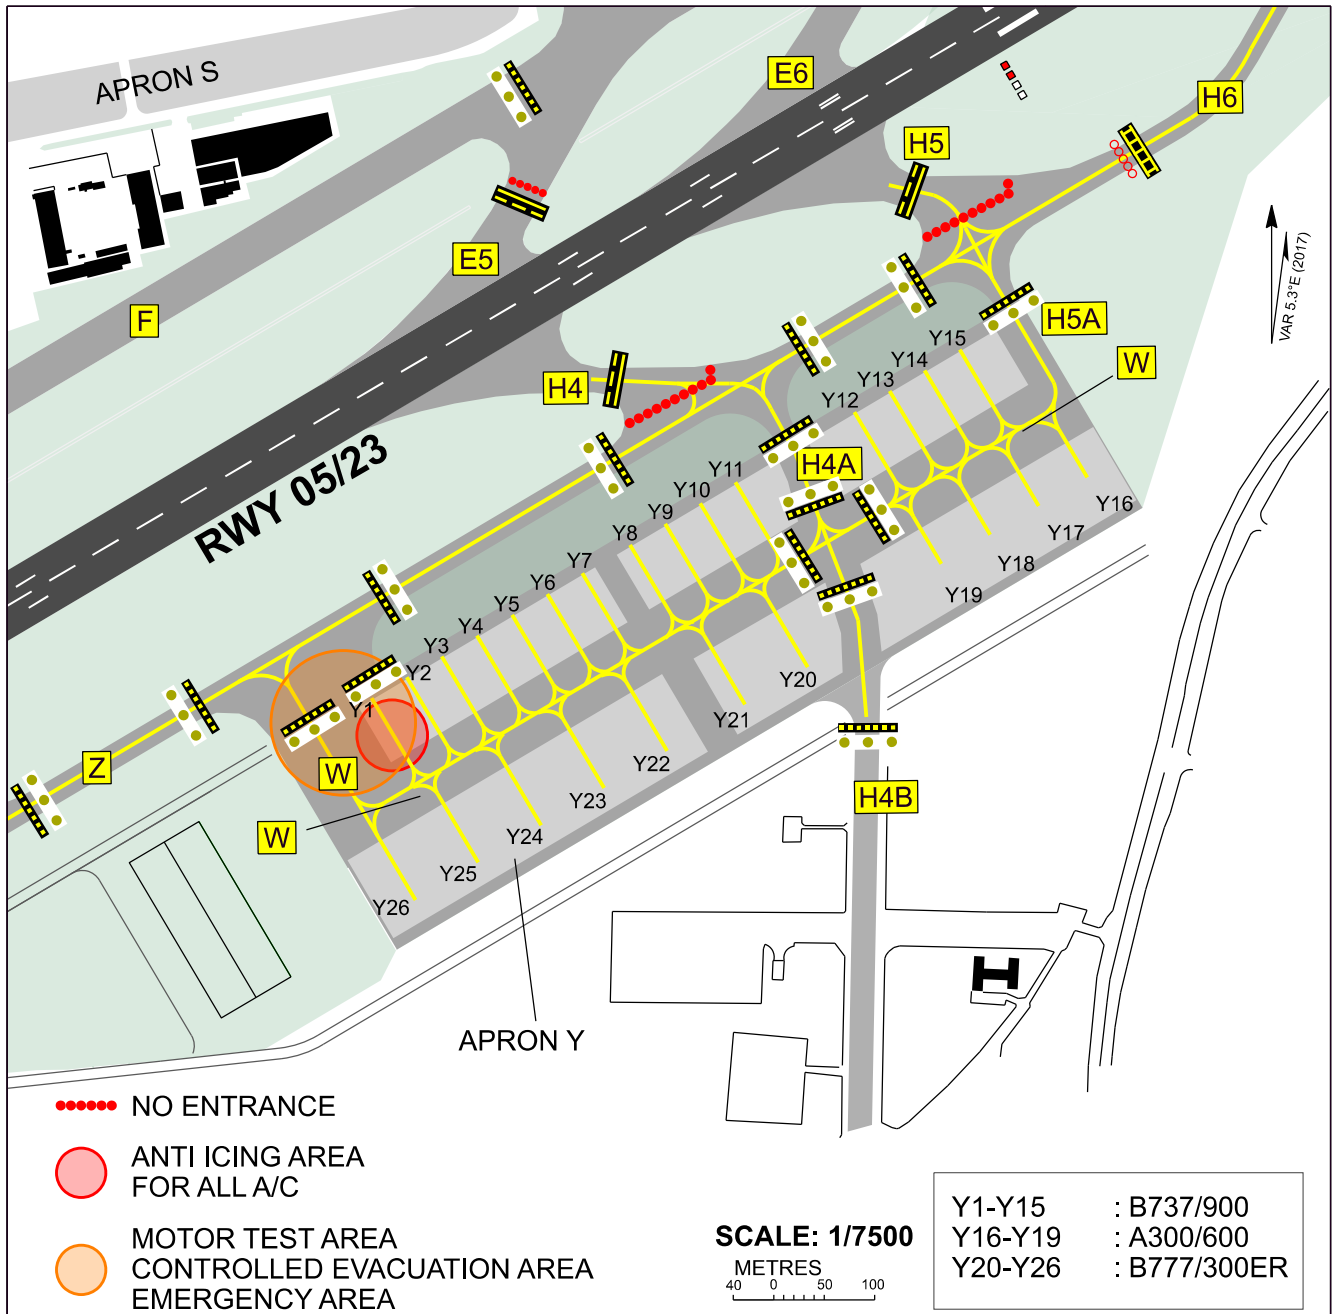 APRON S
E6
H6
H5
E5
F
VAR 5.3°E (2017)
H5A
W
H4
RWY 05/23
Y15
Y14
Y13
Y12
H4A
Y11
Y10
Y9
Y8
Y7
Y6
Y5
Y4
Y3
Y2
Y1
Y16
Y17
Y18
Y19
Y20
Y21
Y22
Y23
Y24
Y25
Y26
Z
W
W
H4B
APRON Y
NO ENTRANCE
ANTI ICING AREA
FOR ALL A/C
MOTOR TEST AREA
CONTROLLED EVACUATION AREA
EMERGENCY AREA
SCALE: 1/7500
METRES
40 0 50 100
Y1-Y15 : B737/900
Y16-Y19 : A300/600
Y20-Y26 : B777/300ER